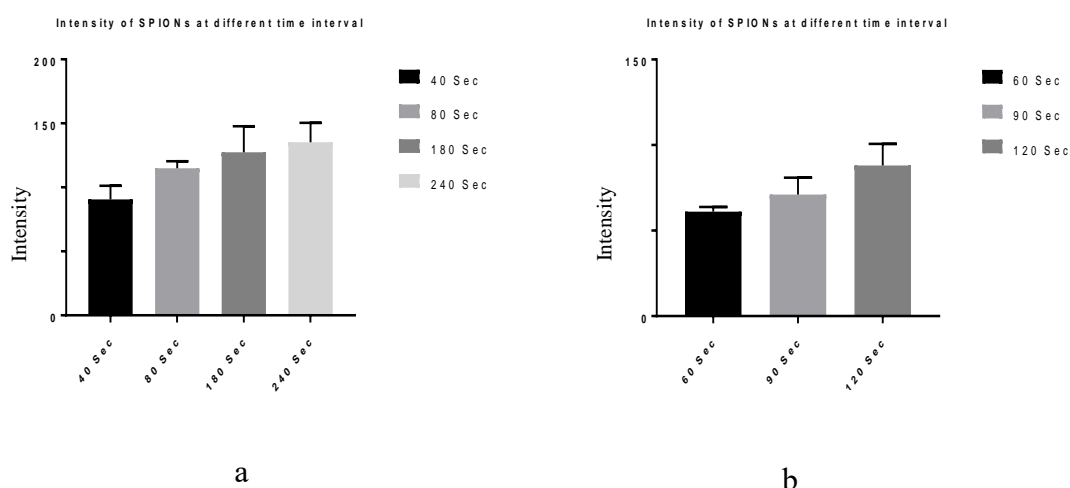 Intensity of SPIONs at different time interval
200
150
0
Intensity
40 Sec
80 Sec
180 Sec
240 Sec
40 Sec
80 Sec
180 Sec
240 Sec
a
Intensity of SPIONs at different time interval
150
0
Intensity
60 Sec
90 Sec
120 Sec
60 Sec
90 Sec
120 Sec
b